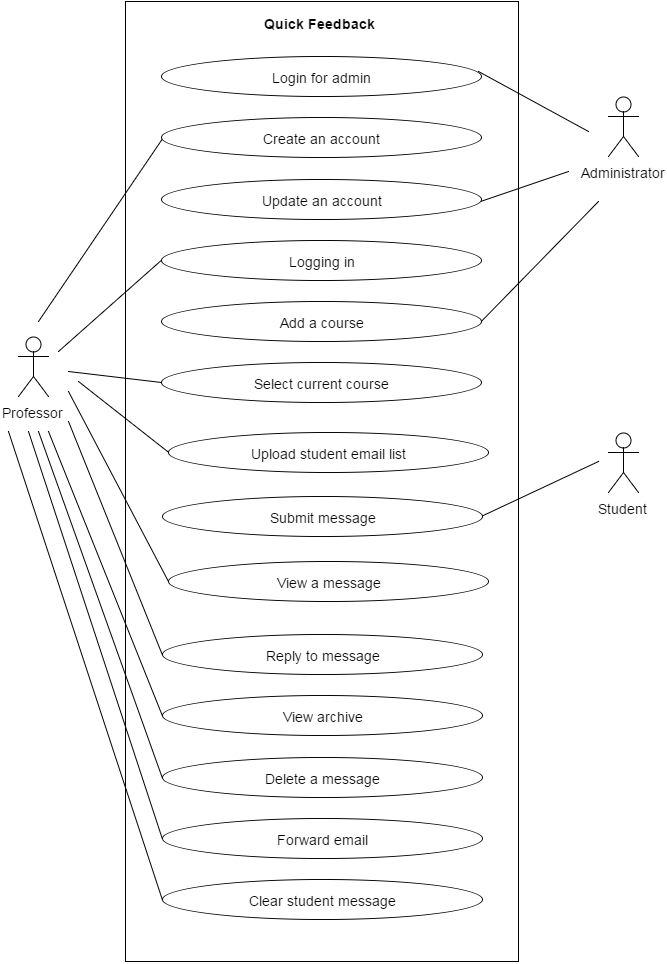 Quick Feedback
Login for admin
Create an account
Administrator
Update an account
Logging in
Add a course
Select current course
Professor
Upload student email list
Submit message
Student
View a message
Reply to message
View archive
Delete a message
Forward email
Clear student message